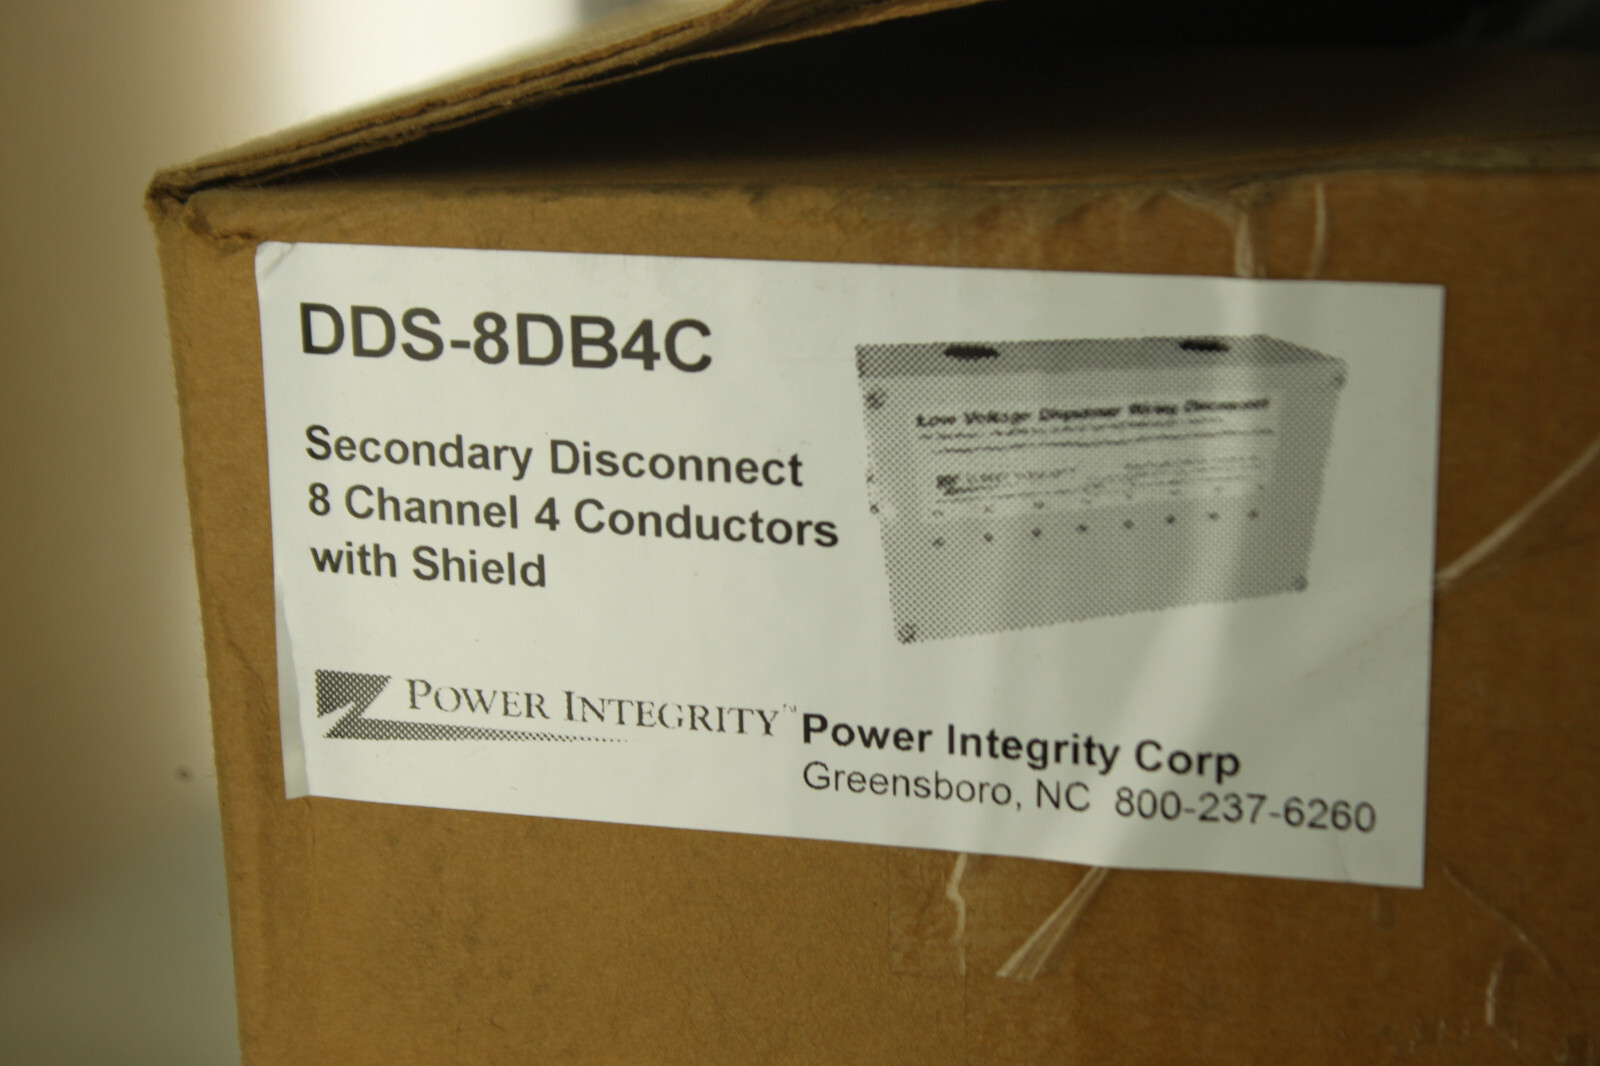 DDS-8DB4C
Secondary Disconnect
8 Channel 4 Conductors
with Shield
Low Voltage Dispenser Wiring Disconnect
POWER INTEGRITY™
Power Integrity Corp
Greensboro, NC 800-237-6260